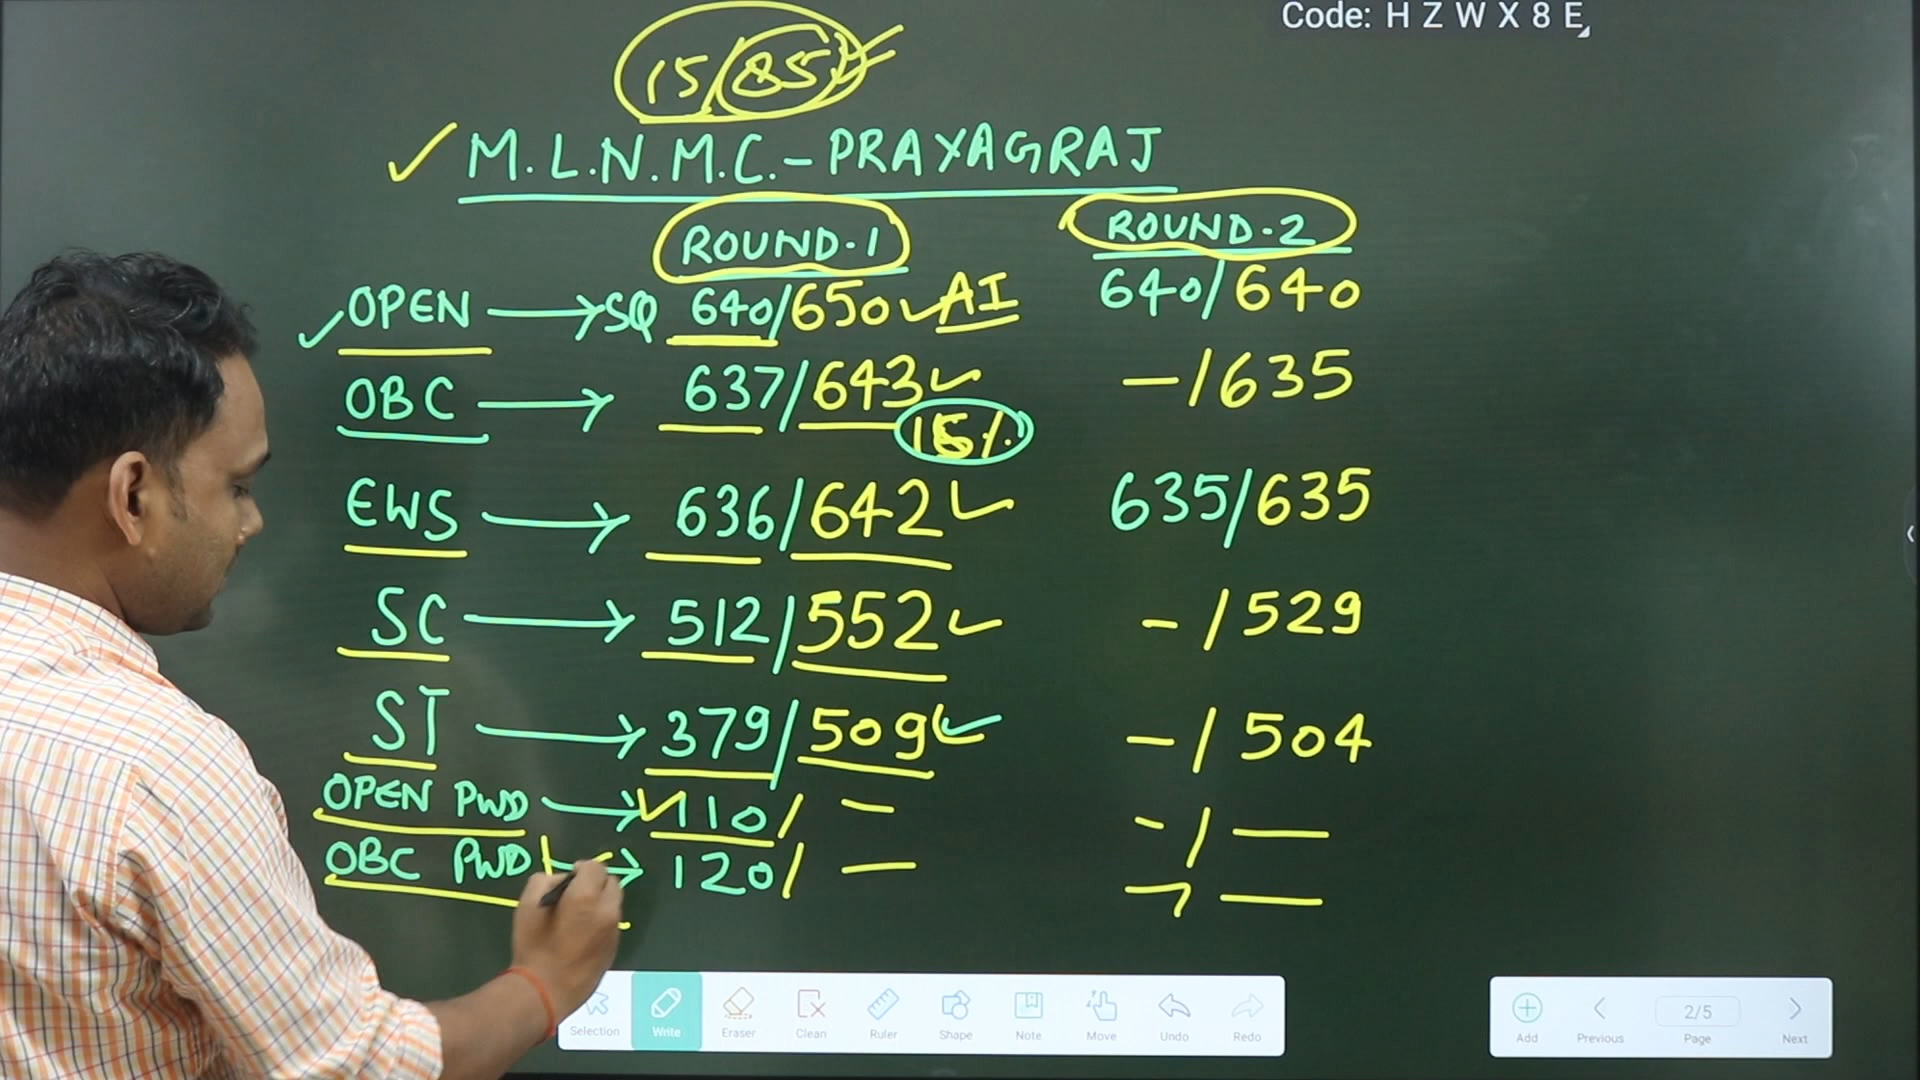 Code: H Z W X 8 E
15/85
M.L.N.M.C.-PRAYAGRAJ
ROUND-1 ROUND-2
OPEN → SQ 640/650 AI 640/640
OBC → 637/643 -/635
15%
EWS → 636/642 635/635
SC → 512/552 -/529
ST → 379/509 -/504
OPEN PWD → 110/ - -/-
OBC PWD → 120/ - -/-
Selection Write Eraser Clean Ruler Shape Note Move Undo Redo
Add Previous 2/5 Page Next